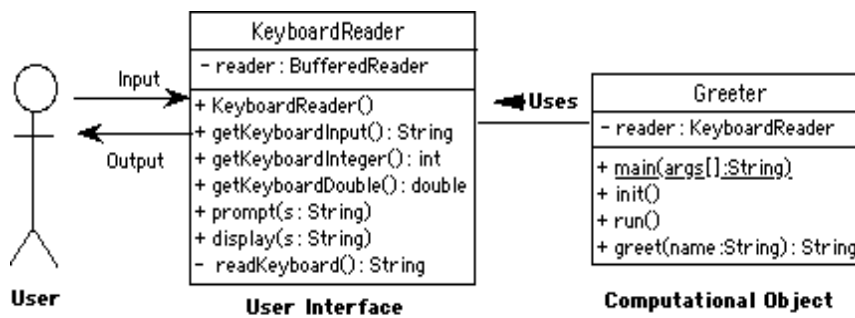 KeyboardReader
- reader : BufferedReader
+ KeyboardReader()
+ getKeyboardInput() : String
+ getKeyboardInteger() : int
+ getKeyboardDouble() : double
+ prompt(s : String)
+ display(s : String)
- readKeyboard() : String
Input
Output
User
User Interface
Uses
Greeter
- reader : KeyboardReader
+ main(args[]:String)
+ init()
+ run()
+ greet(name:String) : String
Computational Object